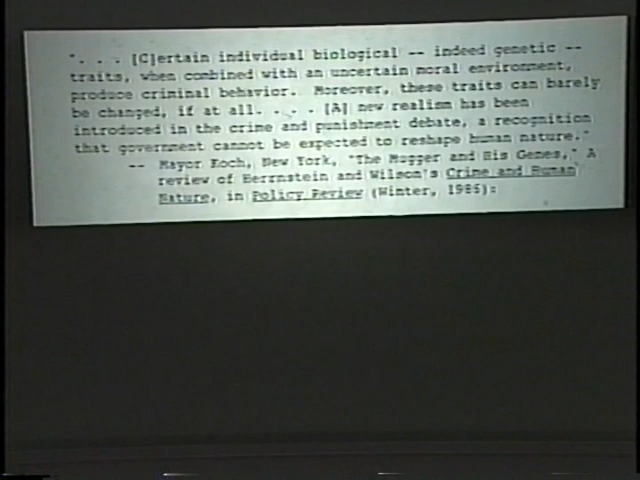 ". . . [C]ertain individual biological -- indeed genetic --
traits, when combined with an uncertain moral environment,
produce criminal behavior. Moreover, these traits can barely
be changed, if at all. . . . [A] new realism has been
introduced in the crime and punishment debate, a recognition
that government cannot be expected to reshape human nature."
-- Mayor Koch, New York, "The Mugger and His Genes," A
review of Herrnstein and Wilson's Crime and Human
Nature, in Policy Review (Winter, 1986):